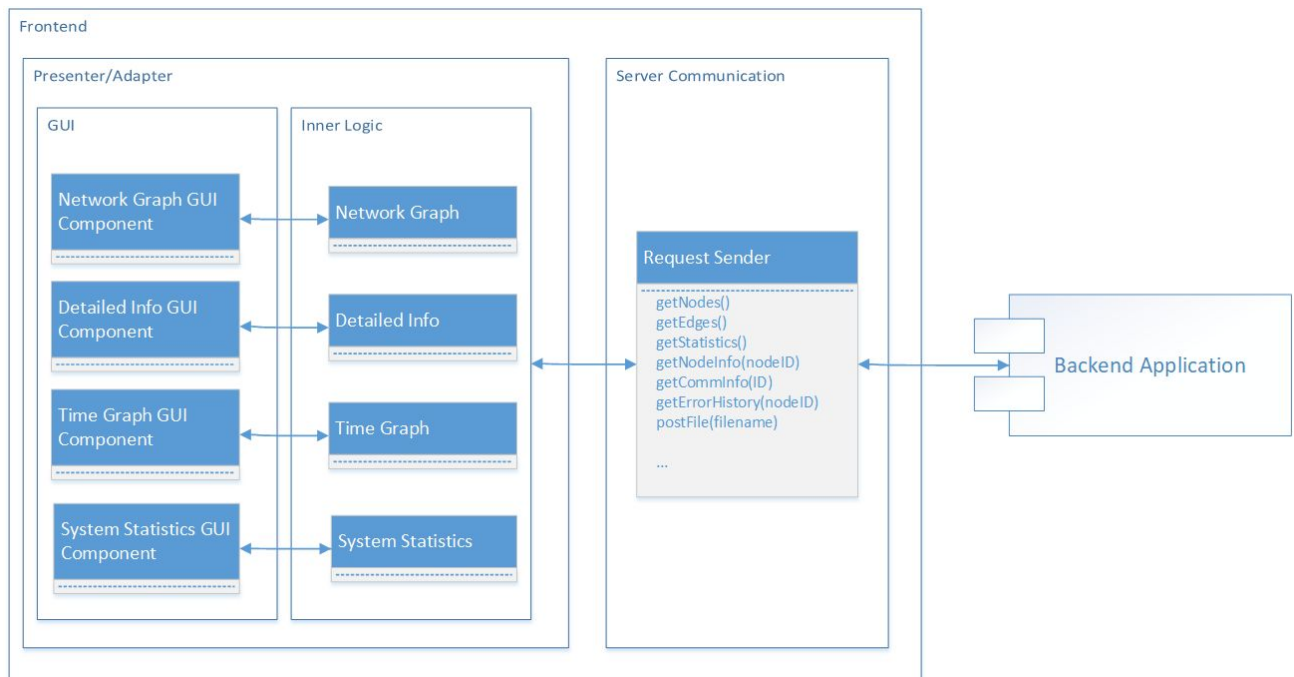 Frontend
Presenter/Adapter
GUI
Network Graph GUI
Component
Detailed Info GUI
Component
Time Graph GUI
Component
System Statistics GUI
Component
Inner Logic
Network Graph
Detailed Info
Time Graph
System Statistics
Server Communication
Request Sender
getNodes()
getEdges()
getStatistics()
getNodeInfo(nodeID)
getCommInfo(ID)
getErrorHistory(nodeID)
postFile(filename)
...
Backend Application